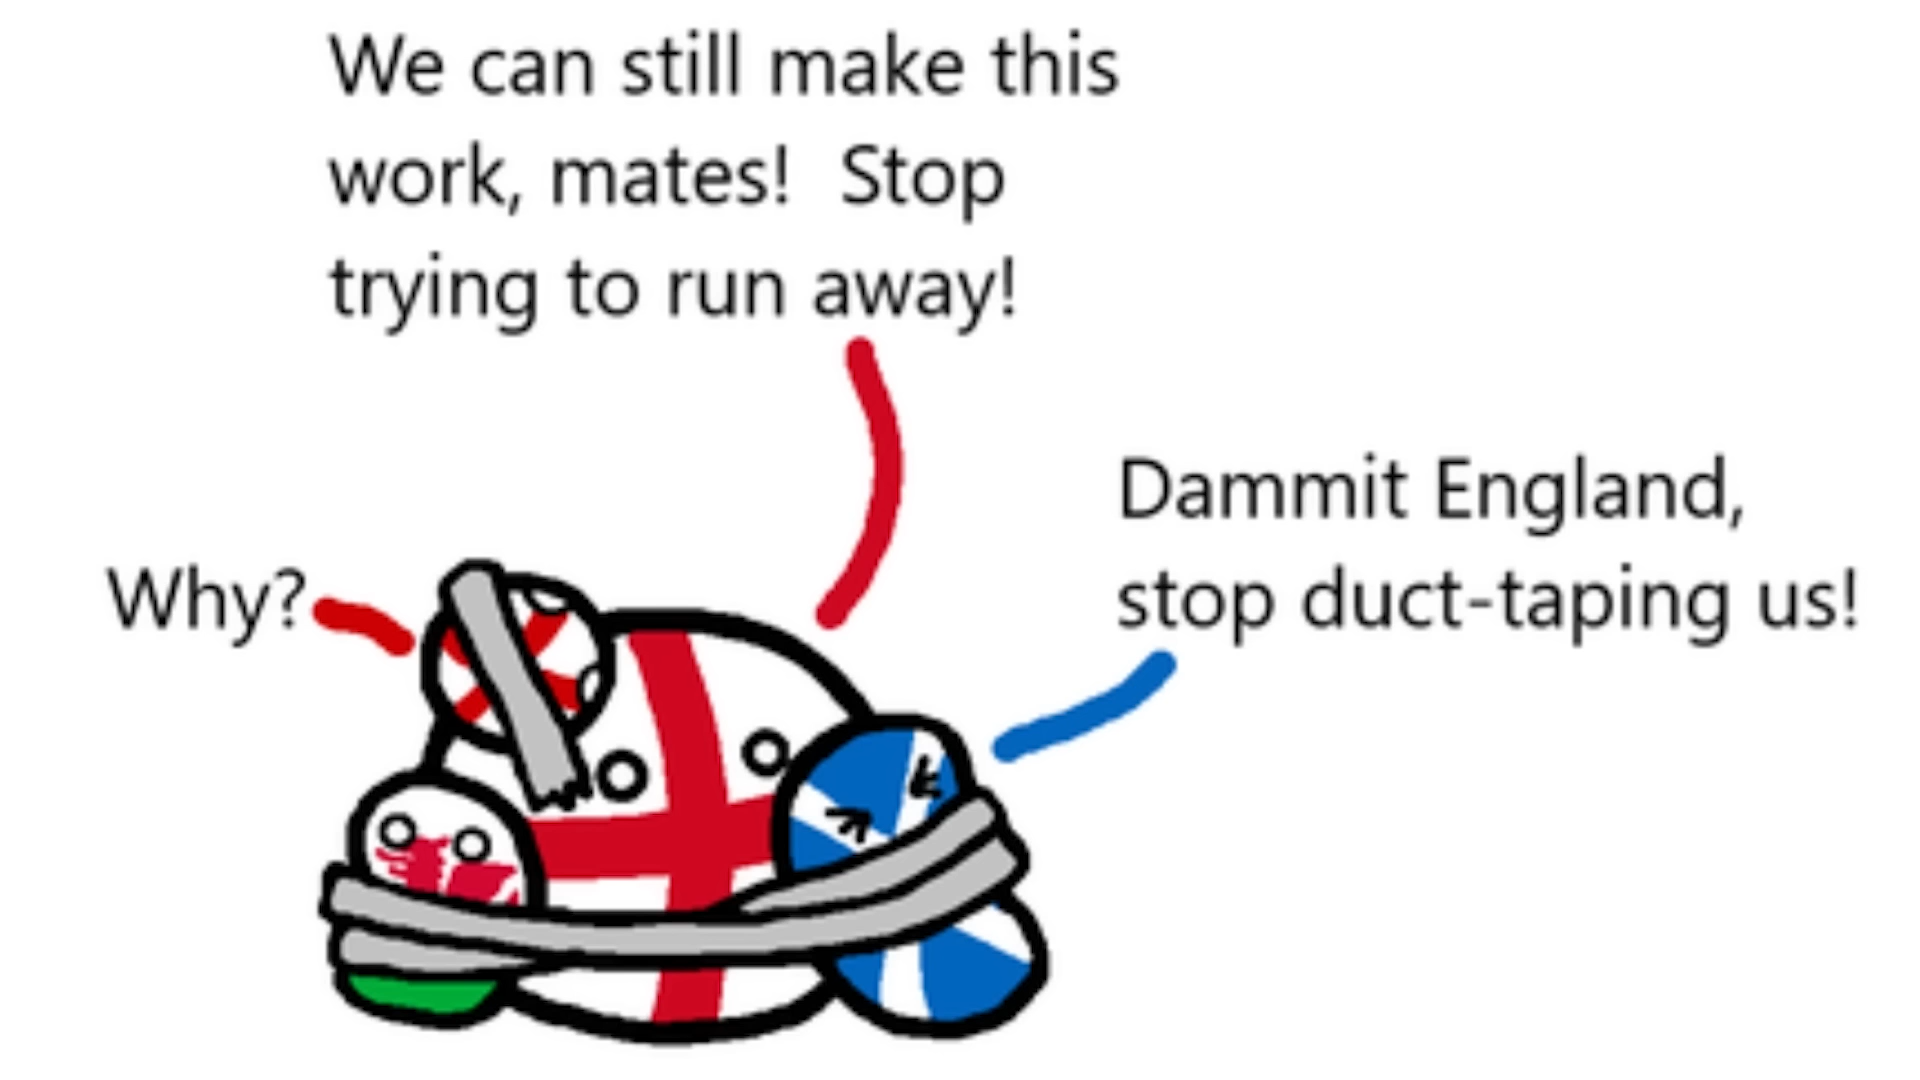 We can still make this
work, mates!  Stop
trying to run away!
Dammit England,
stop duct-taping us!
Why?